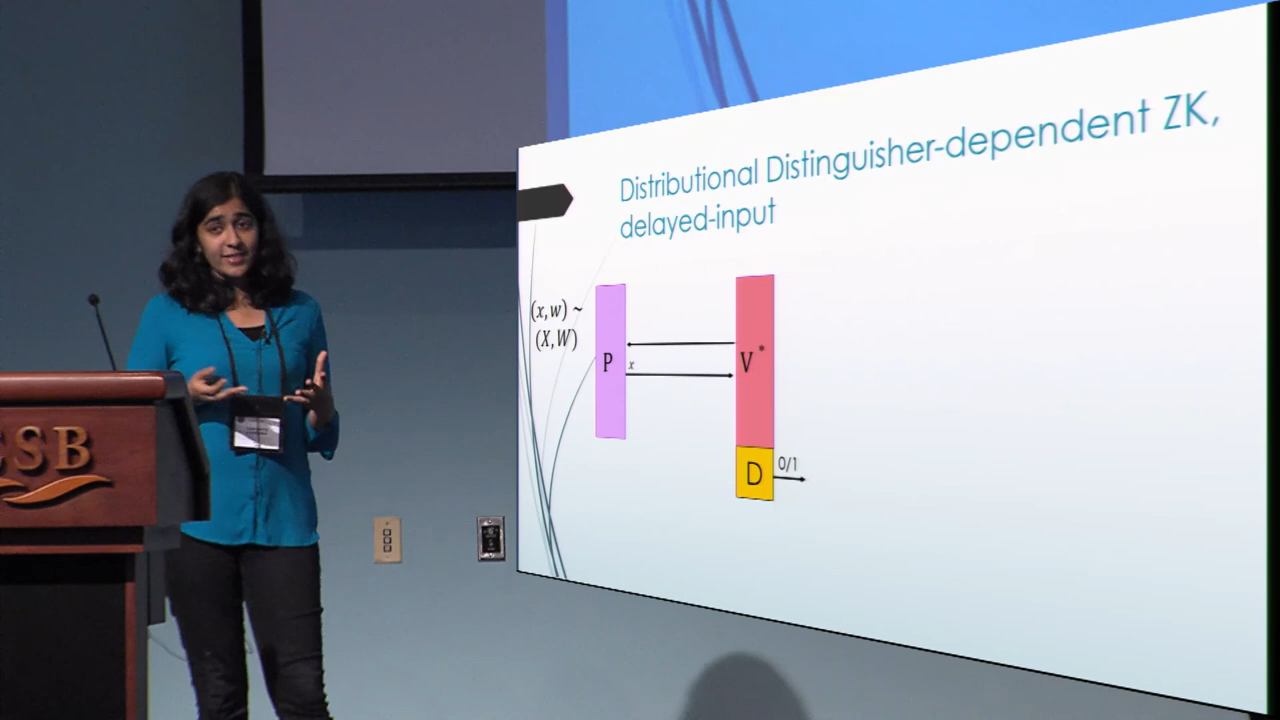 Distributional Distinguisher-dependent ZK,
delayed-input
(x, w) ~
(X, W)
P
x
V*
D
0/1
CSB